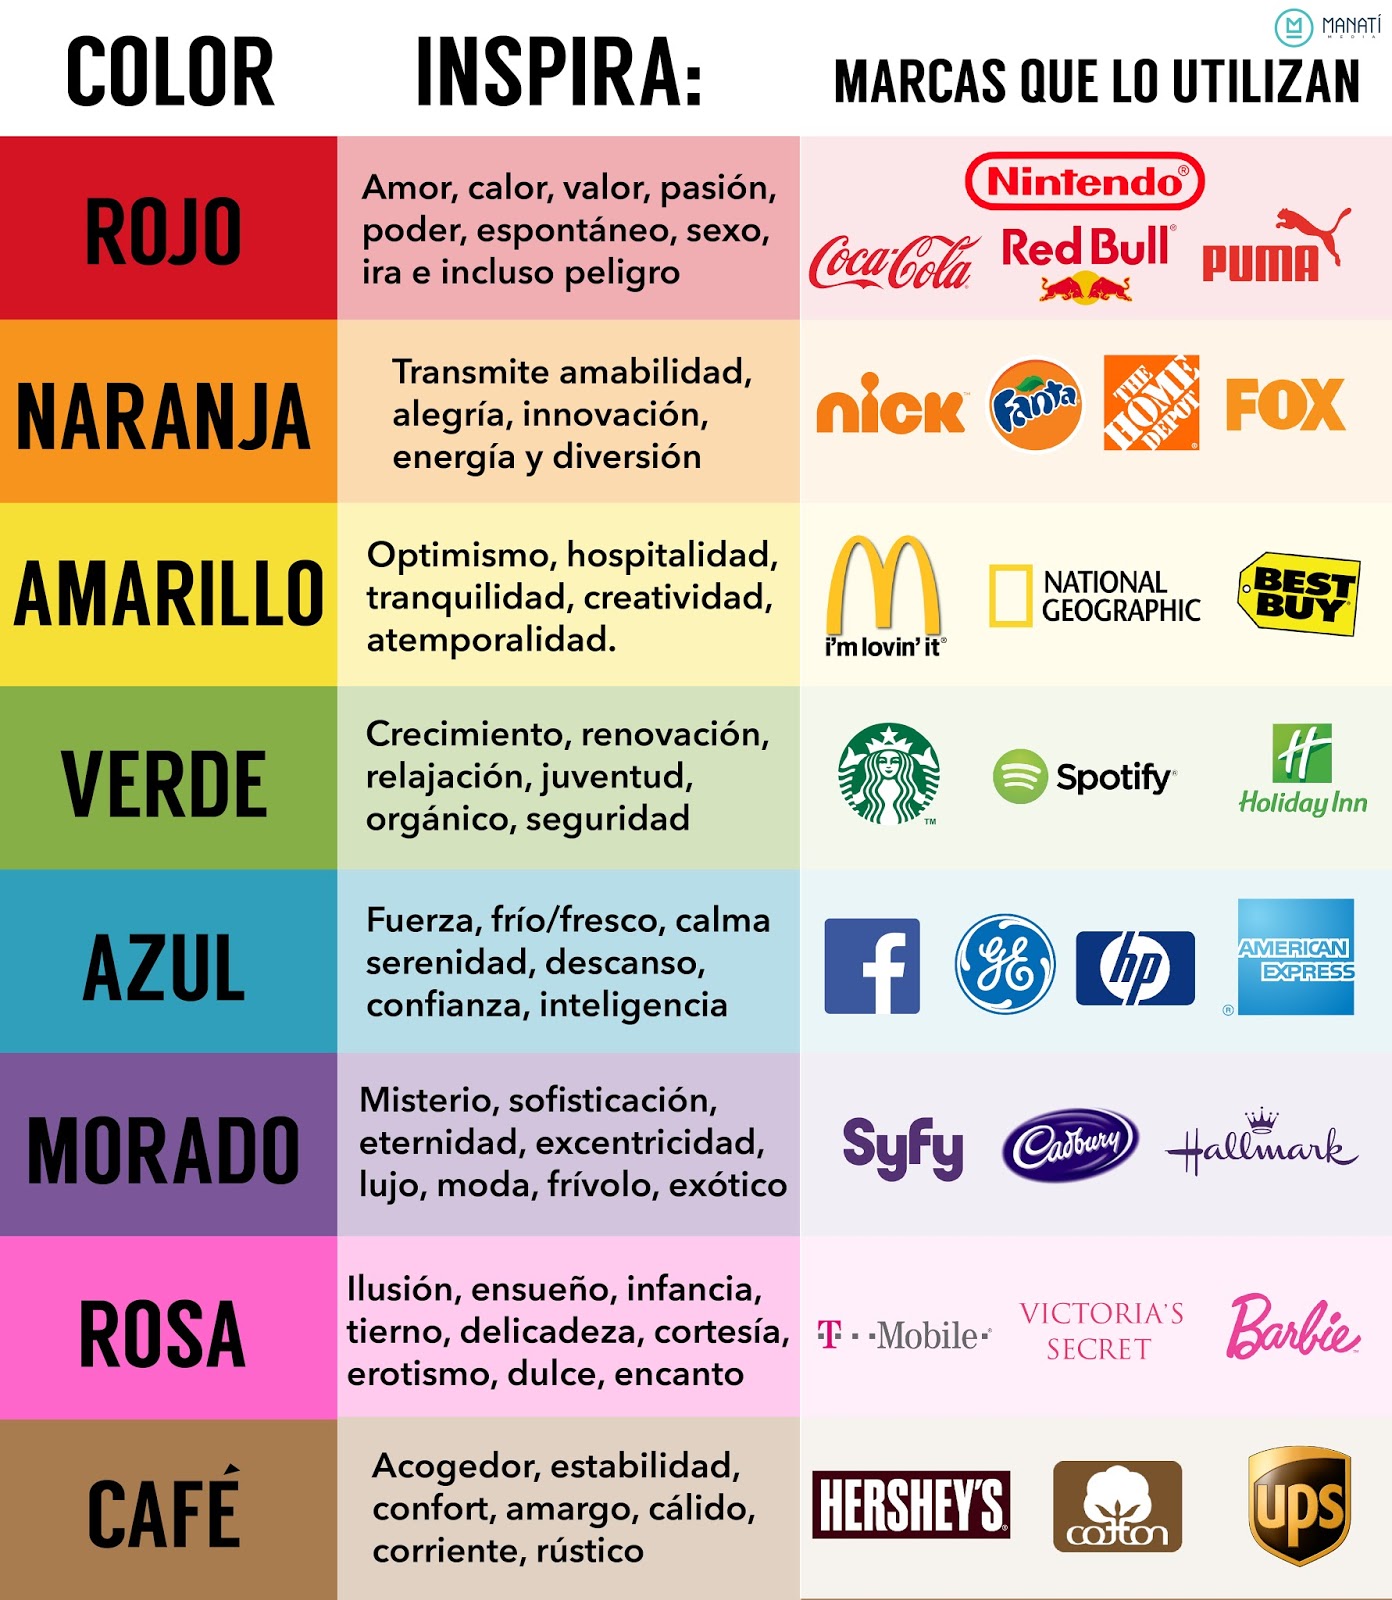 MANATÍ
MEDIA
COLOR
INSPIRA:
MARCAS QUE LO UTILIZAN
ROJO
Amor, calor, valor, pasión,
poder, espontáneo, sexo,
ira e incluso peligro
Nintendo®
Coca-Cola®
Red Bull®
PUMA
NARANJA
Transmite amabilidad,
alegría, innovación,
energía y diversión
nick™
Fanta
THE
HOME
DEPOT®
FOX
AMARILLO
Optimismo, hospitalidad,
tranquilidad, creatividad,
atemporalidad.
i'm lovin' it®
NATIONAL
GEOGRAPHIC
BEST
BUY®
VERDE
Crecimiento, renovación,
relajación, juventud,
orgánico, seguridad
™
Spotify®
H
Holiday Inn
AZUL
Fuerza, frío/fresco, calma
serenidad, descanso,
confianza, inteligencia
f
GE
hp
AMERICAN
EXPRESS
®
MORADO
Misterio, sofisticación,
eternidad, excentricidad,
lujo, moda, frívolo, exótico
Syfy
Cadbury
Hallmark
ROSA
Ilusión, ensueño, infancia,
tierno, delicadeza, cortesía,
erotismo, dulce, encanto
T··Mobile·®
VICTORIA'S
SECRET
Barbie™
CAFÉ
Acogedor, estabilidad,
confort, amargo, cálido,
corriente, rústico
HERSHEY'S®
cotton
ups